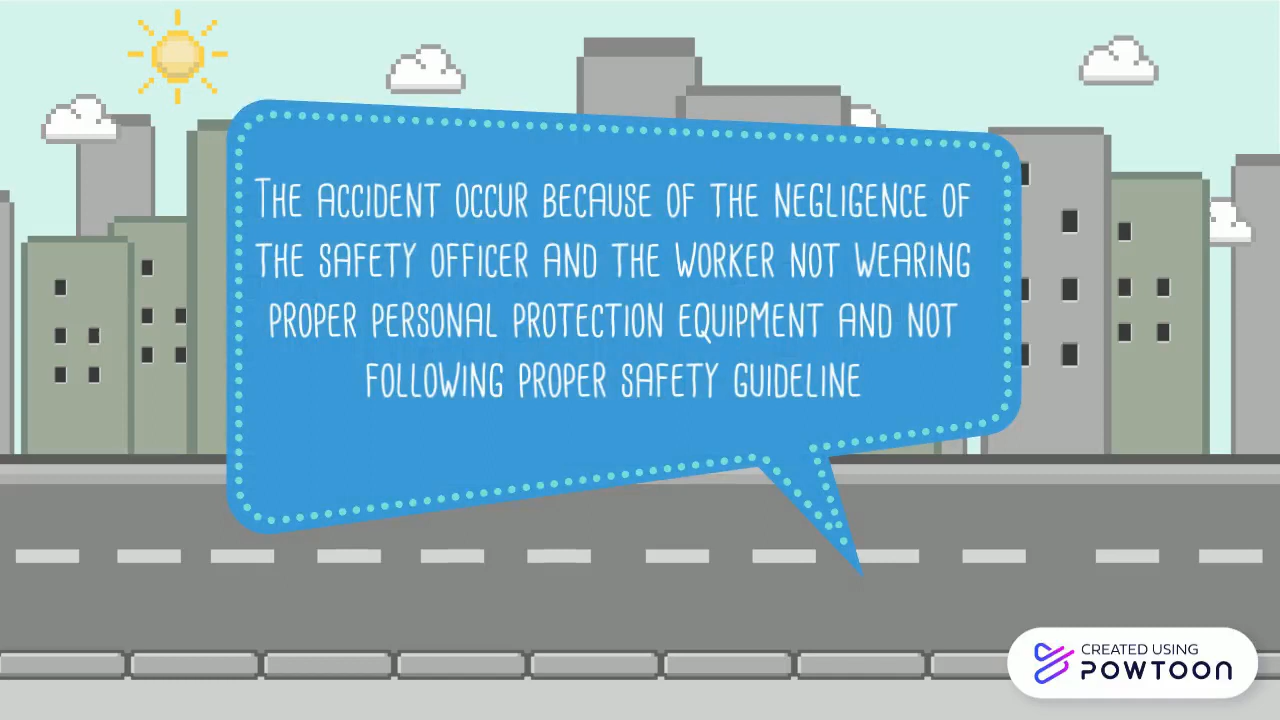 The accident occur because of the negligence of
the safety officer and the worker not wearing
proper personal protection equipment and not
following proper safety guideline
CREATED USING
POWTOON